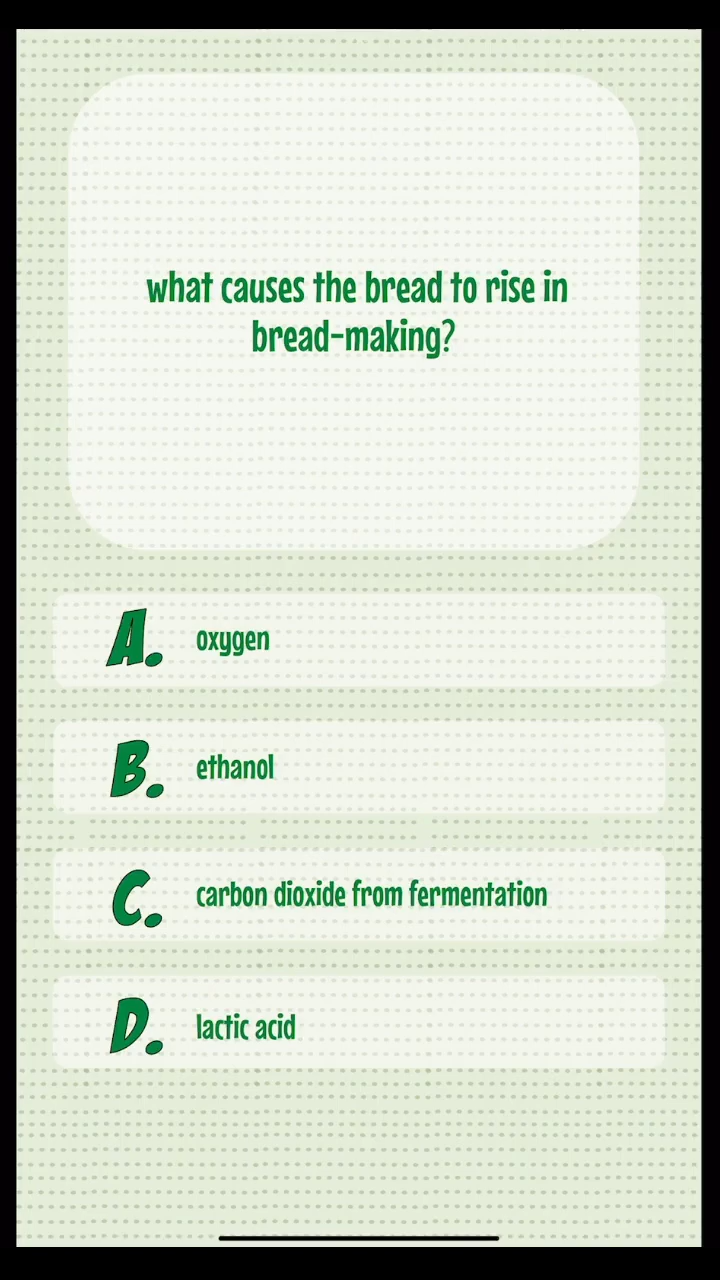 what causes the bread to rise in
bread-making?
A. oxygen
B. ethanol
C. carbon dioxide from fermentation
D. lactic acid